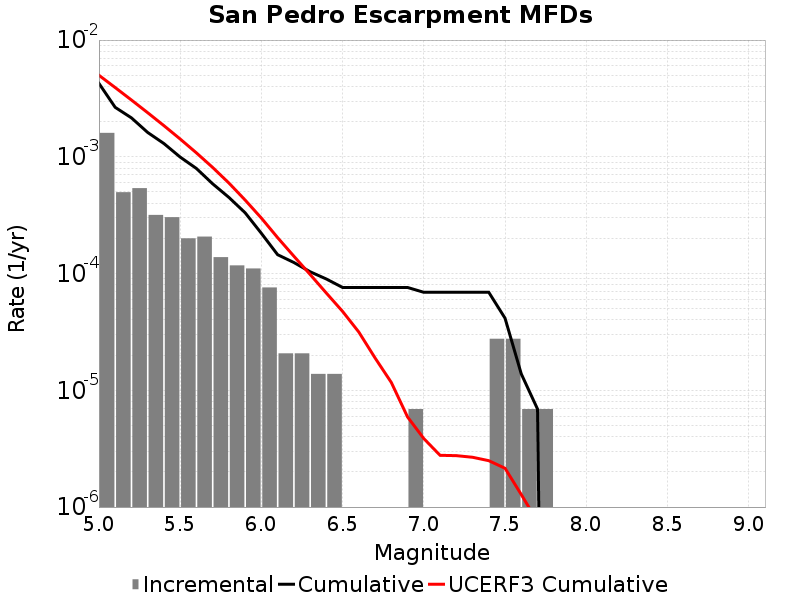 San Pedro Escarpment MFDs
10-2
10-3
10-4
10-5
10-6
Rate (1/yr)
5.0 5.5 6.0 6.5 7.0 7.5 8.0 8.5 9.0
Magnitude
Incremental Cumulative UCERF3 Cumulative